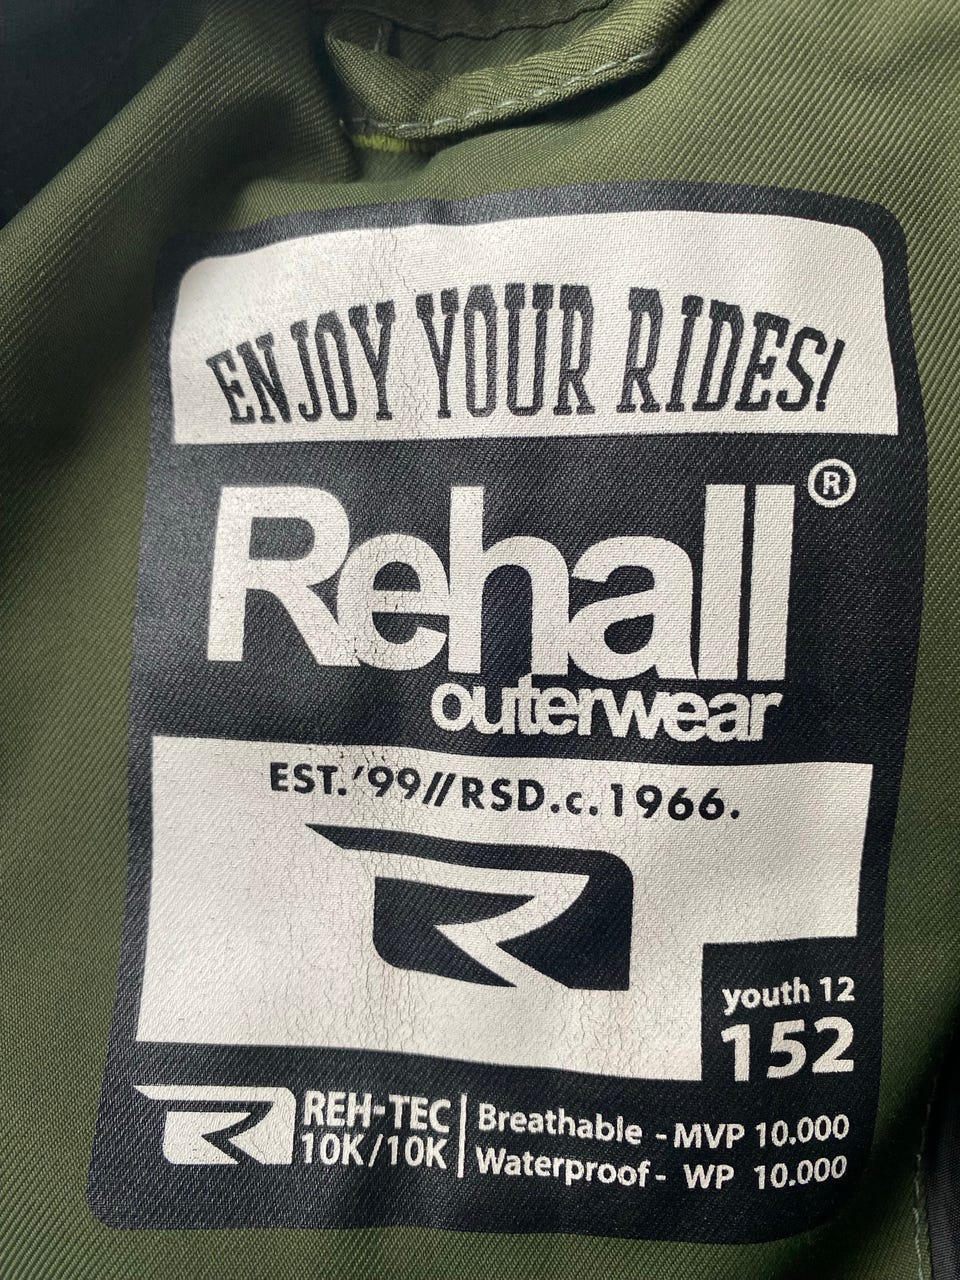 ENJOY YOUR RIDES!
Rehall®
outerwear
EST.'99//RSD.c.1966.
youth 12
152
REH-TEC
10K/10K
Breathable - MVP 10.000
Waterproof - WP 10.000